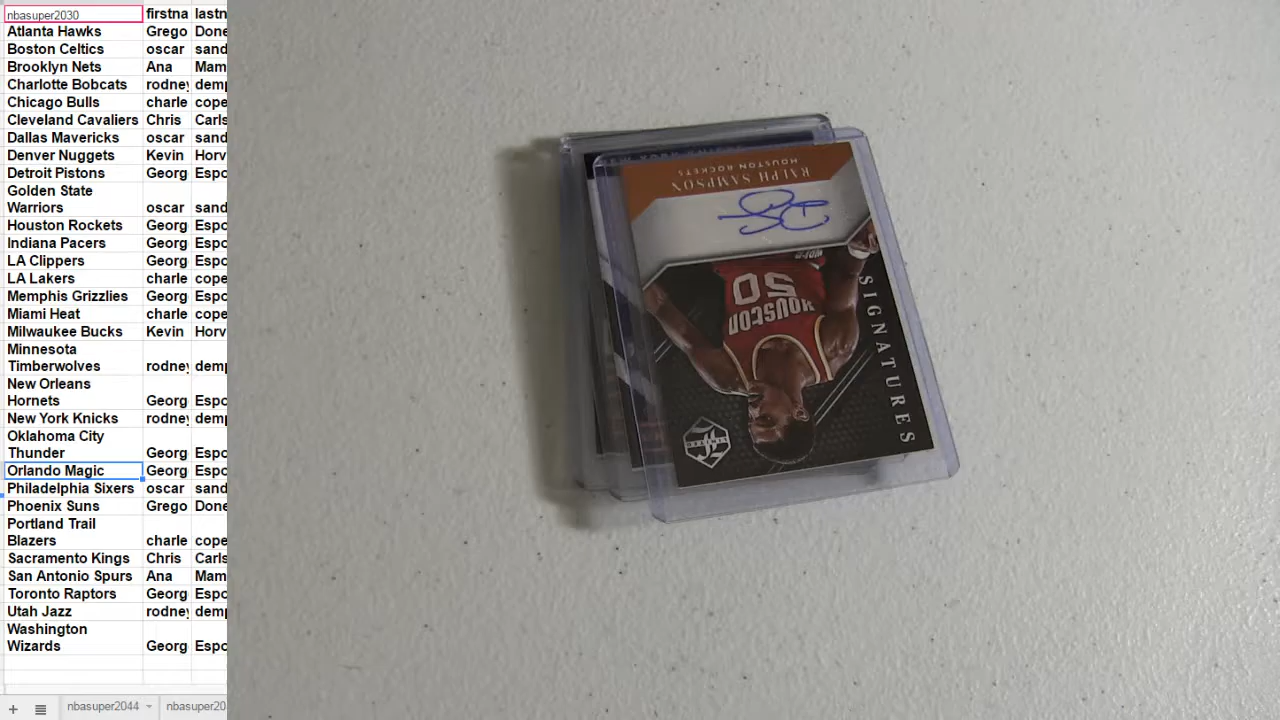 nbasuper2030 firstna lastn
Atlanta Hawks Grego Done
Boston Celtics oscar sand
Brooklyn Nets Ana Mam
Charlotte Bobcats rodney demp
Chicago Bulls charle cope
Cleveland Cavaliers Chris Carls
Dallas Mavericks oscar sand
Denver Nuggets Kevin Horv
Detroit Pistons Georg Espo
Golden State
Warriors oscar sand
Houston Rockets Georg Espo
Indiana Pacers Georg Espo
LA Clippers Georg Espo
LA Lakers charle cope
Memphis Grizzlies Georg Espo
Miami Heat charle cope
Milwaukee Bucks Kevin Horv
Minnesota
Timberwolves rodney demp
New Orleans
Hornets Georg Espo
New York Knicks rodney demp
Oklahoma City
Thunder Georg Espo
Orlando Magic Georg Espo
Philadelphia Sixers oscar sand
Phoenix Suns Grego Done
Portland Trail
Blazers charle cope
Sacramento Kings Chris Carls
San Antonio Spurs Ana Mam
Toronto Raptors Georg Espo
Utah Jazz rodney demp
Washington
Wizards Georg Espo
nbasuper2044 nbasuper20
HOUSTON ROCKETS
RALPH SAMPSON
HOUSTON
50
SIGNATURES
LIMITED